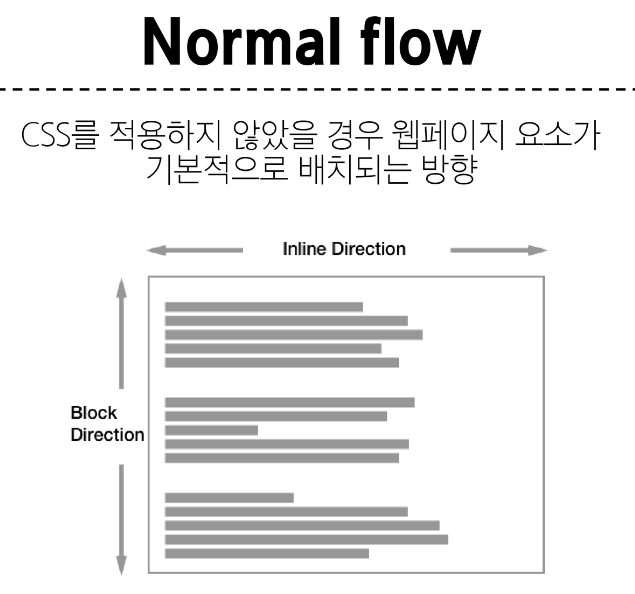 Normal flow
CSS를 적용하지 않았을 경우 웹페이지 요소가
기본적으로 배치되는 방향
Inline Direction
Block
Direction